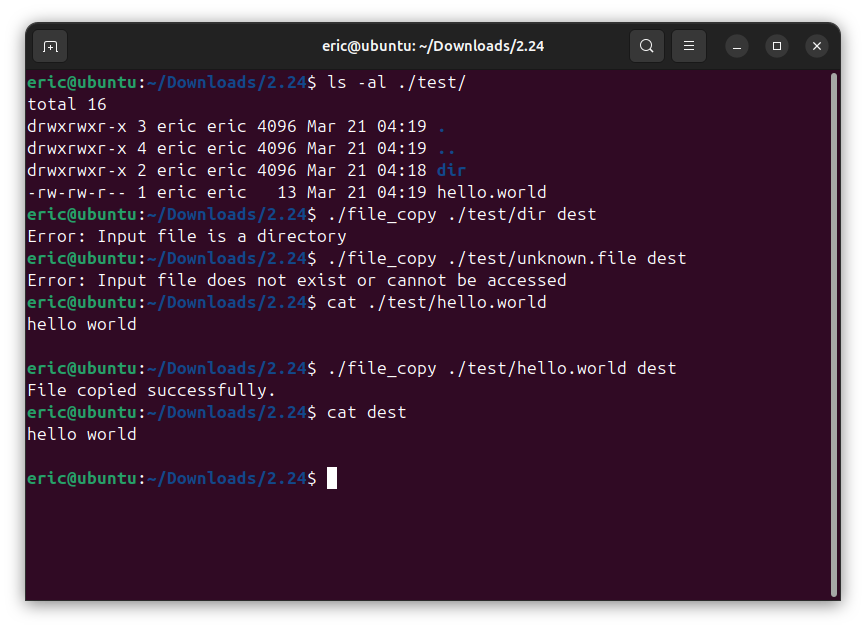 eric@ubuntu: ~/Downloads/2.24
eric@ubuntu:~/Downloads/2.24$ ls -al ./test/
total 16
drwxrwxr-x 3 eric eric 4096 Mar 21 04:19 .
drwxrwxr-x 4 eric eric 4096 Mar 21 04:19 ..
drwxrwxr-x 2 eric eric 4096 Mar 21 04:18 dir
-rw-rw-r-- 1 eric eric   13 Mar 21 04:19 hello.world
eric@ubuntu:~/Downloads/2.24$ ./file_copy ./test/dir dest
Error: Input file is a directory
eric@ubuntu:~/Downloads/2.24$ ./file_copy ./test/unknown.file dest
Error: Input file does not exist or cannot be accessed
eric@ubuntu:~/Downloads/2.24$ cat ./test/hello.world
hello world
eric@ubuntu:~/Downloads/2.24$ ./file_copy ./test/hello.world dest
File copied successfully.
eric@ubuntu:~/Downloads/2.24$ cat dest
hello world
eric@ubuntu:~/Downloads/2.24$